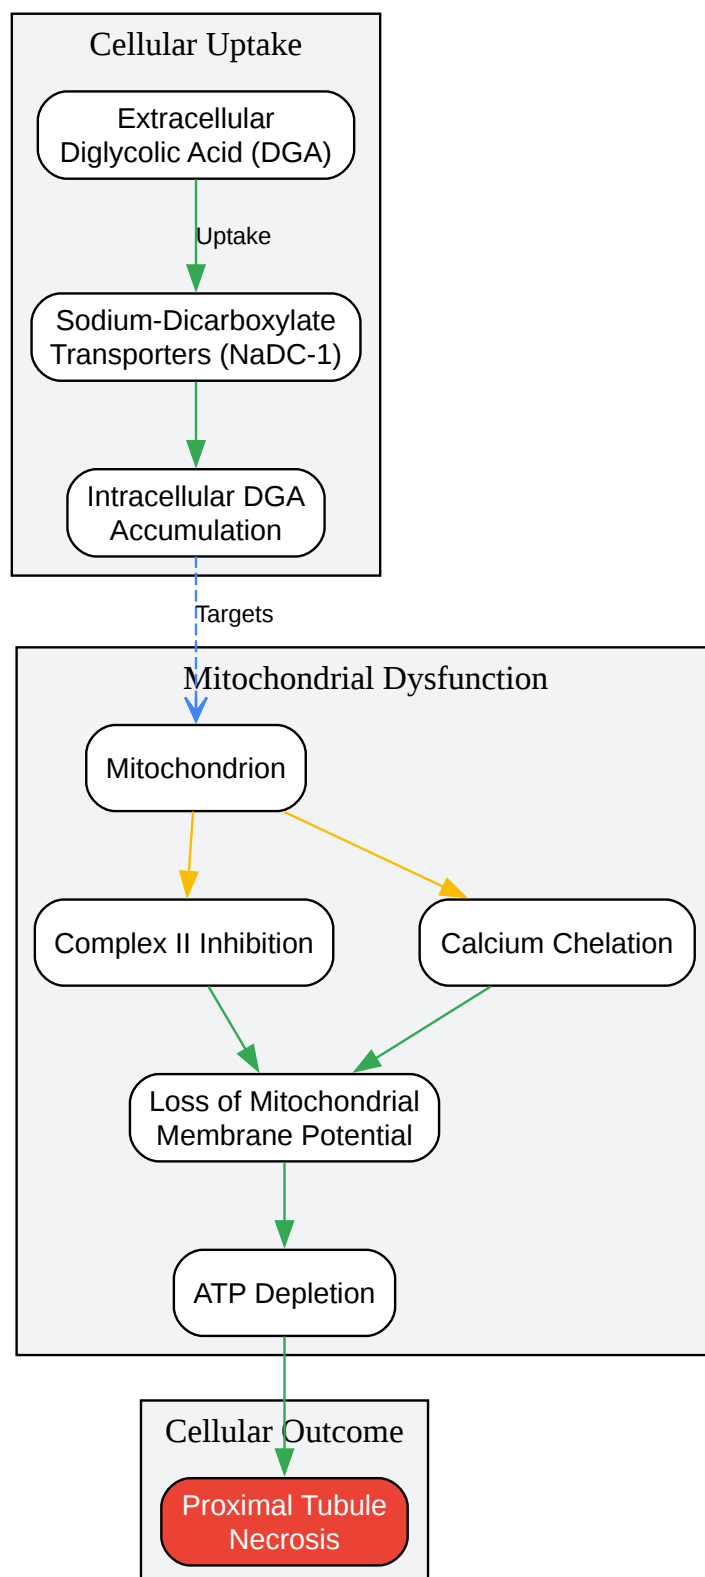 Cellular Uptake
Extracellular
Diglycolic Acid (DGA)
Uptake
Sodium-Dicarboxylate
Transporters (NaDC-1)
Intracellular DGA
Accumulation
Targets
Mitochondrial Dysfunction
Mitochondrion
Complex II Inhibition
Calcium Chelation
Loss of Mitochondrial
Membrane Potential
ATP Depletion
Cellular Outcome
Proximal Tubule
Necrosis